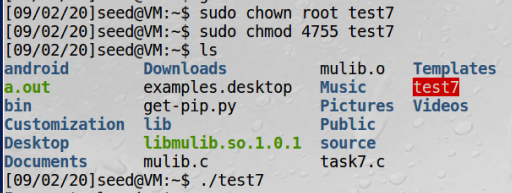 [09/02/20]seed@VM:~$ sudo chown root test7
[09/02/20]seed@VM:~$ sudo chmod 4755 test7
[09/02/20]seed@VM:~$ ls
android Downloads mulib.o Templates
a.out examples.desktop Music test7
bin get-pip.py Pictures Videos
Customization lib Public
Desktop libmulib.so.1.0.1 source
Documents mulib.c task7.c
[09/02/20]seed@VM:~$ ./test7